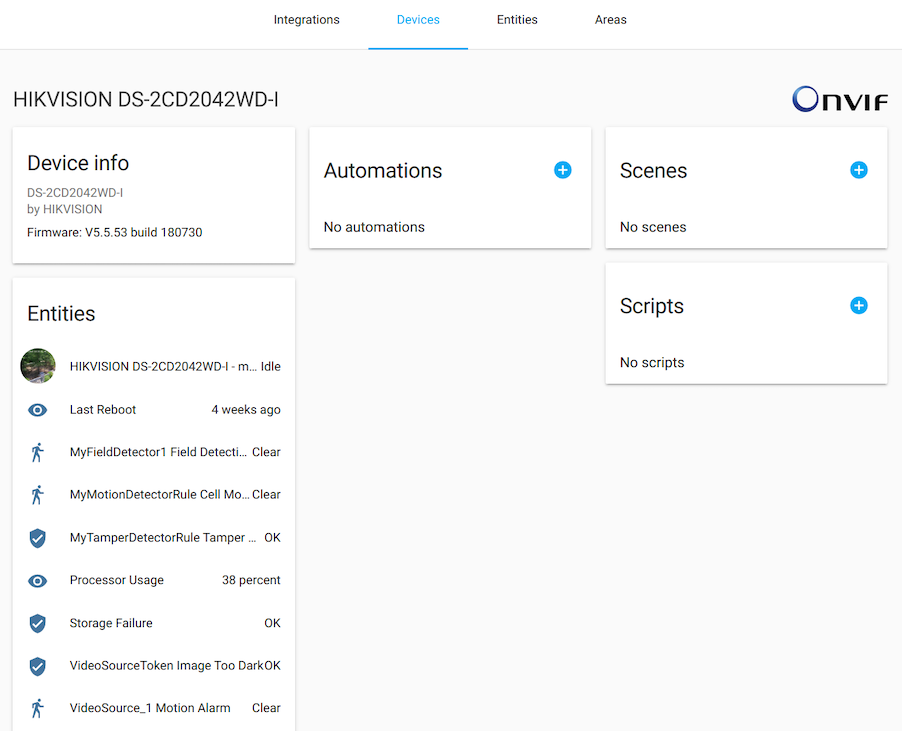 Integrations
Devices
Entities
Areas
HIKVISION DS-2CD2042WD-I
ONVIF
Device info
DS-2CD2042WD-I
by HIKVISION
Firmware: V5.5.53 build 180730
Automations
No automations
Scenes
No scenes
Scripts
No scripts
Entities
HIKVISION DS-2CD2042WD-I - m... Idle
Last Reboot 4 weeks ago
MyFieldDetector1 Field Detecti... Clear
MyMotionDetectorRule Cell Mo... Clear
MyTamperDetectorRule Tamper ... OK
Processor Usage 38 percent
Storage Failure OK
VideoSourceToken Image Too DarkOK
VideoSource_1 Motion Alarm Clear